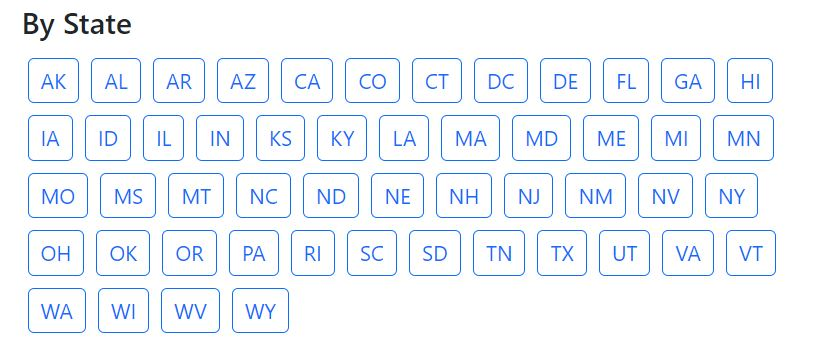 By State
AK AL AR AZ CA CO CT DC DE FL GA HI
IA ID IL IN KS KY LA MA MD ME MI MN
MO MS MT NC ND NE NH NJ NM NV NY
OH OK OR PA RI SC SD TN TX UT VA VT
WA WI WV WY